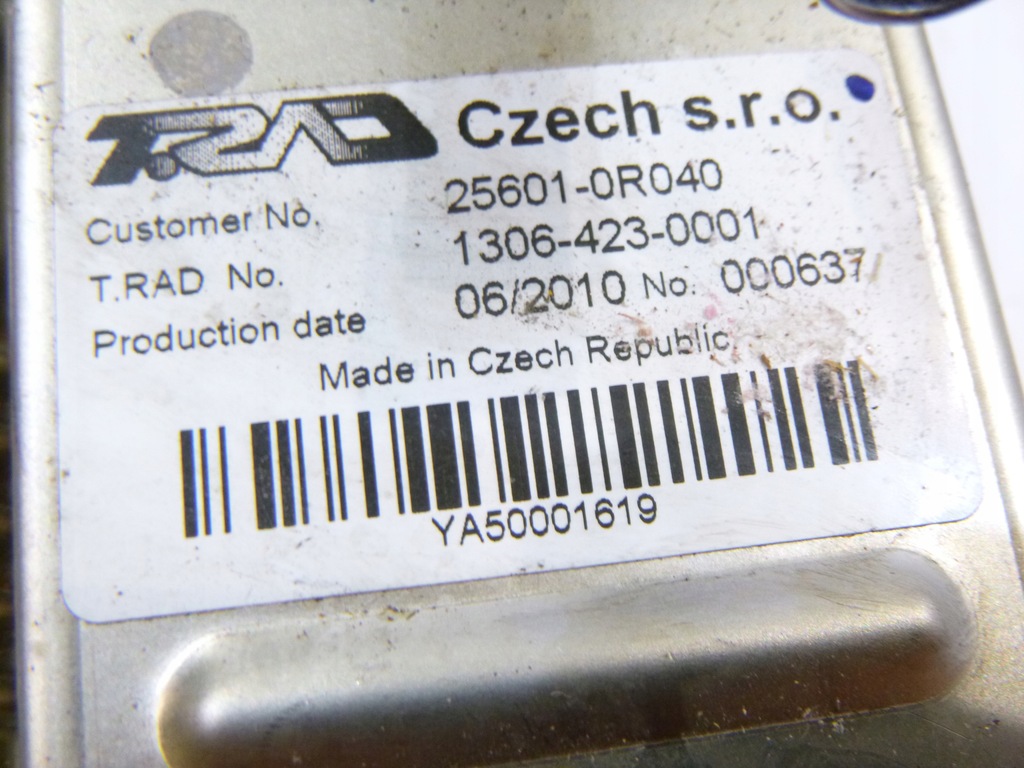 T.RAD Czech s.r.o.
Customer No. 25601-0R040
T.RAD No. 1306-423-0001
Production date 06/2010 No. 000637
Made in Czech Republic
YA50001619